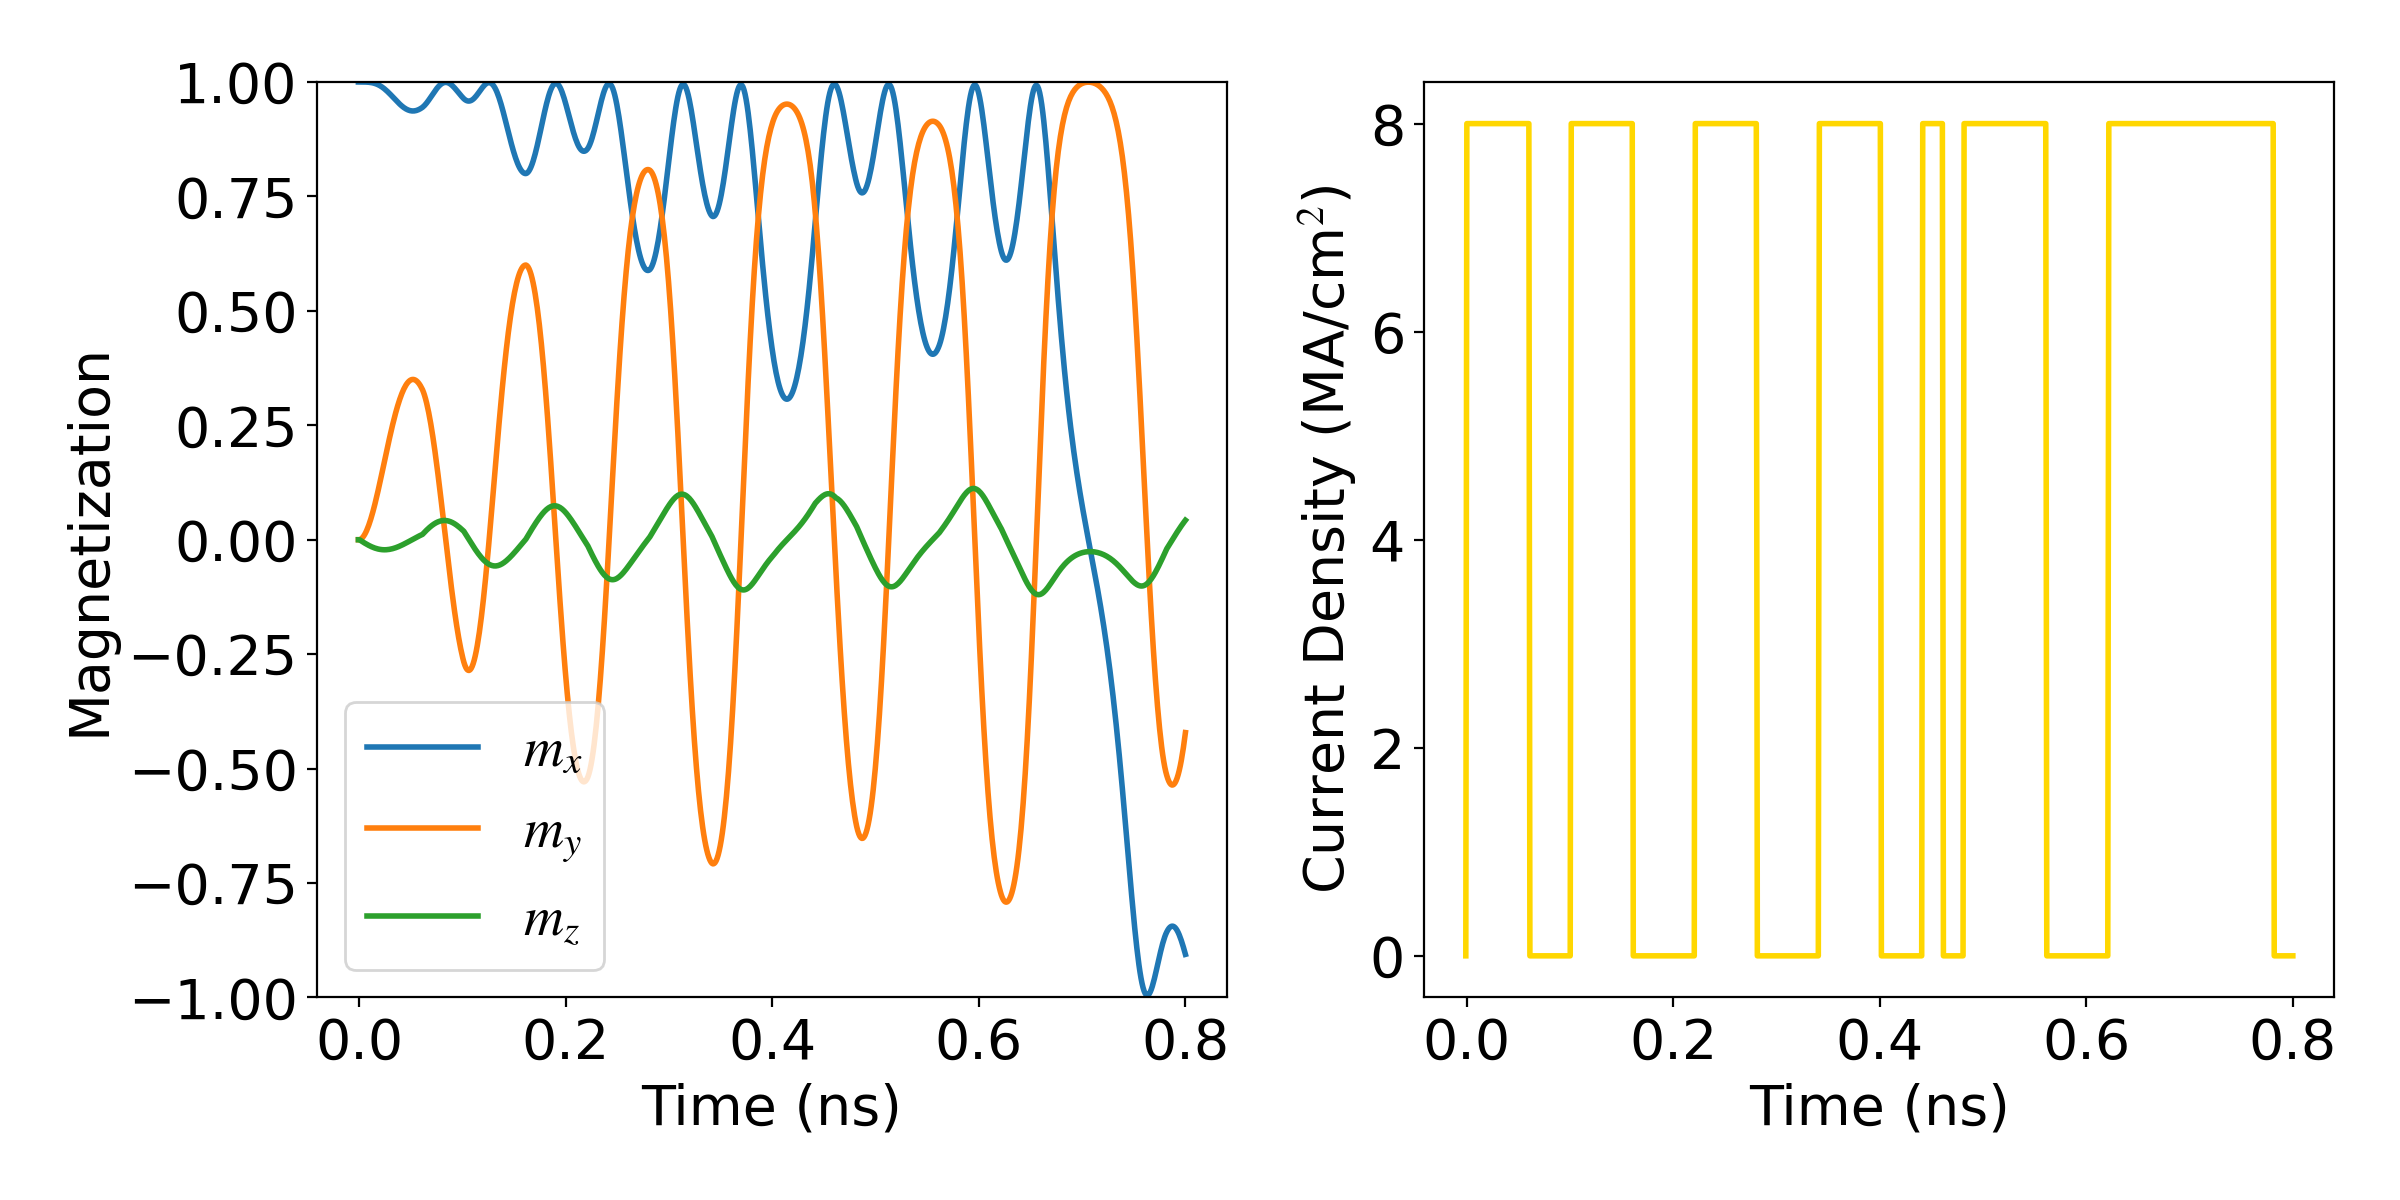 1.00
0.75
0.50
0.25
0.00
−0.25
−0.50
−0.75
−1.00
Magnetization
m_x
m_y
m_z
0.0 0.2 0.4 0.6 0.8
Time (ns)
8
6
4
2
0
Current Density (MA/cm²)
0.0 0.2 0.4 0.6 0.8
Time (ns)